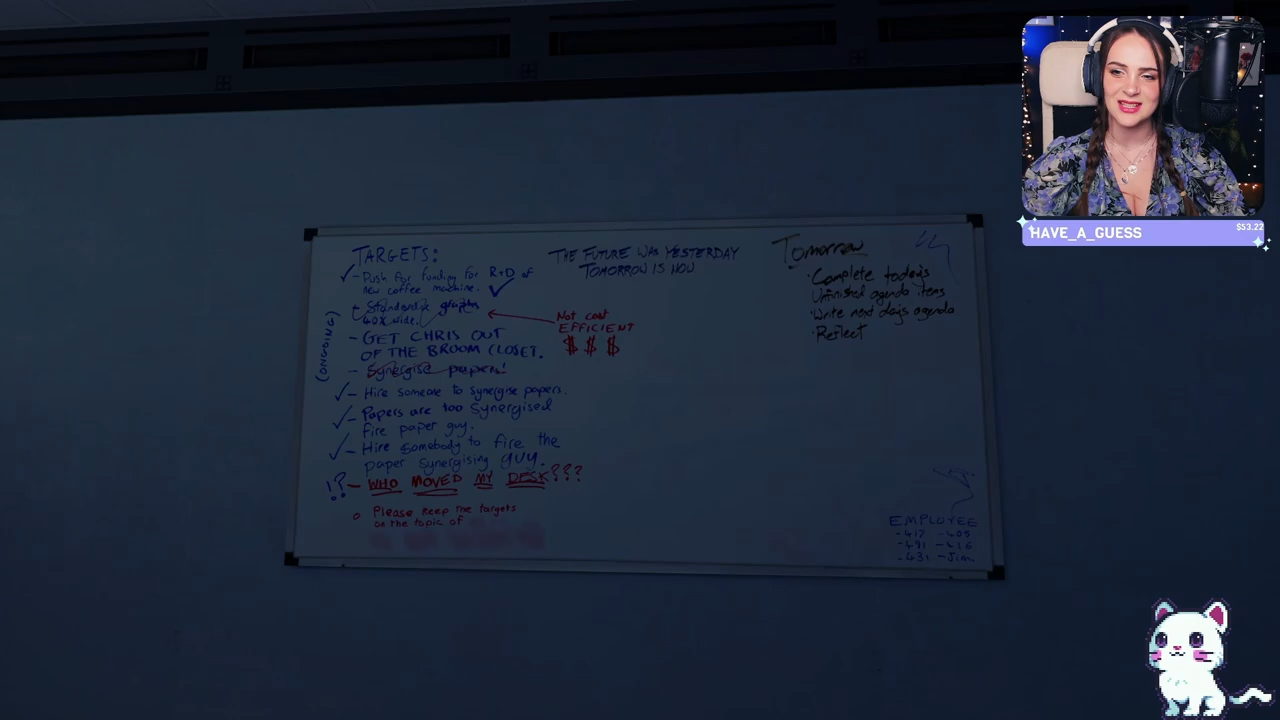 TARGETS:
- Push for funding for R+D of
new coffee machine.
- Standardise graphs
40% wide.
(ONGOING)
- GET CHRIS OUT
OF THE BROOM CLOSET.
- Synergise papers!
- Hire someone to synergise papers.
- Papers are too synergised
fire paper guy.
- Hire somebody to fire the
paper synergising guy.
!? - WHO MOVED MY DESK???
o Please keep the targets
on the topic of
THE FUTURE WAS YESTERDAY
TOMORROW IS NOW
Not cost
EFFICIENT
$ $ $
Tomorrow
· Complete todays
Unfinished agenda items
· Write next days agenda
· Reflect
EMPLOYEE
-Jim.
HAVE_A_GUESS
$53.22